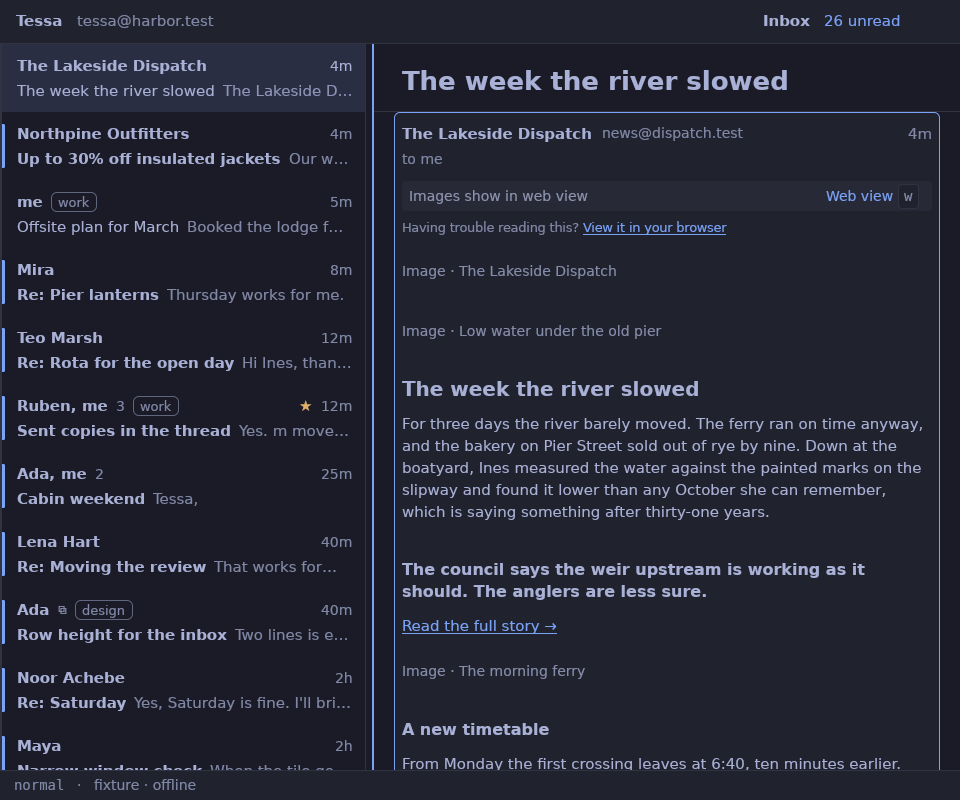 Tessa tessa@harbor.test
Inbox 26 unread
The Lakeside Dispatch 4m
The week the river slowed The Lakeside D…
Northpine Outfitters 4m
Up to 30% off insulated jackets Our w…
me work 5m
Offsite plan for March Booked the lodge f…
Mira 8m
Re: Pier lanterns Thursday works for me.
Teo Marsh 12m
Re: Rota for the open day Hi Ines, than…
Ruben, me 3 work ★ 12m
Sent copies in the thread Yes. m move…
Ada, me 2 25m
Cabin weekend Tessa,
Lena Hart 40m
Re: Moving the review That works for…
Ada design 40m
Row height for the inbox Two lines is e…
Noor Achebe 2h
Re: Saturday Yes, Saturday is fine. I'll bri…
Maya 2h
Narrow window check When the tile go…
The week the river slowed
The Lakeside Dispatch news@dispatch.test 4m
to me
Images show in web view Web view w
Having trouble reading this? View it in your browser
Image · The Lakeside Dispatch
Image · Low water under the old pier
The week the river slowed
For three days the river barely moved. The ferry ran on time anyway,
and the bakery on Pier Street sold out of rye by nine. Down at the
boatyard, Ines measured the water against the painted marks on the
slipway and found it lower than any October she can remember,
which is saying something after thirty-one years.
The council says the weir upstream is working as it
should. The anglers are less sure.
Read the full story →
Image · The morning ferry
A new timetable
From Monday the first crossing leaves at 6:40, ten minutes earlier.
normal · fixture · offline